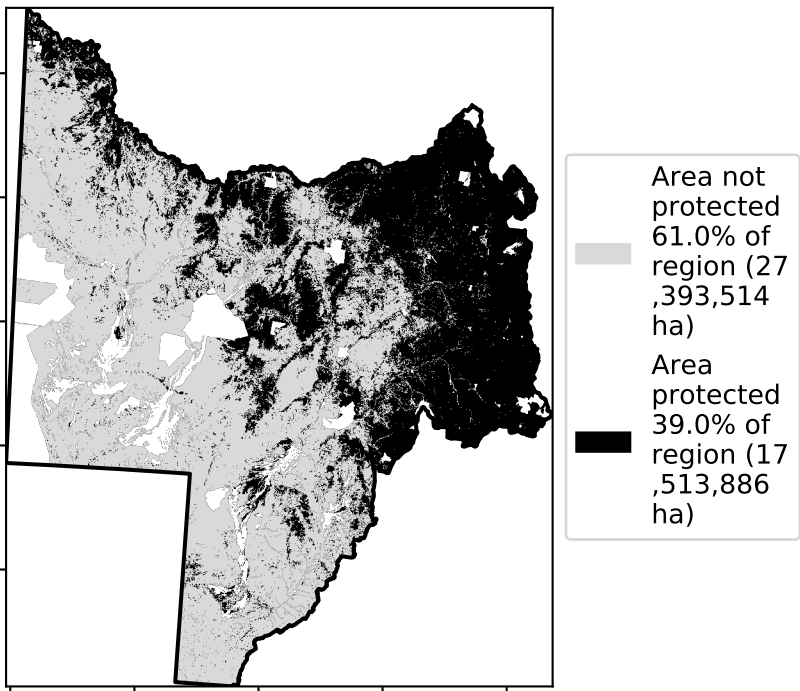 Area not
protected
61.0% of
region (27
,393,514
ha)
Area
protected
39.0% of
region (17
,513,886
ha)